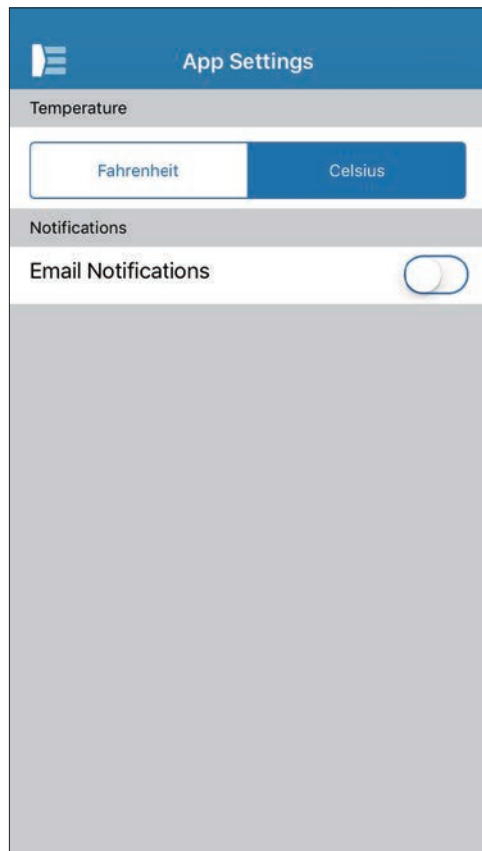 App Settings
Temperature
Fahrenheit Celsius
Notifications
Email Notifications